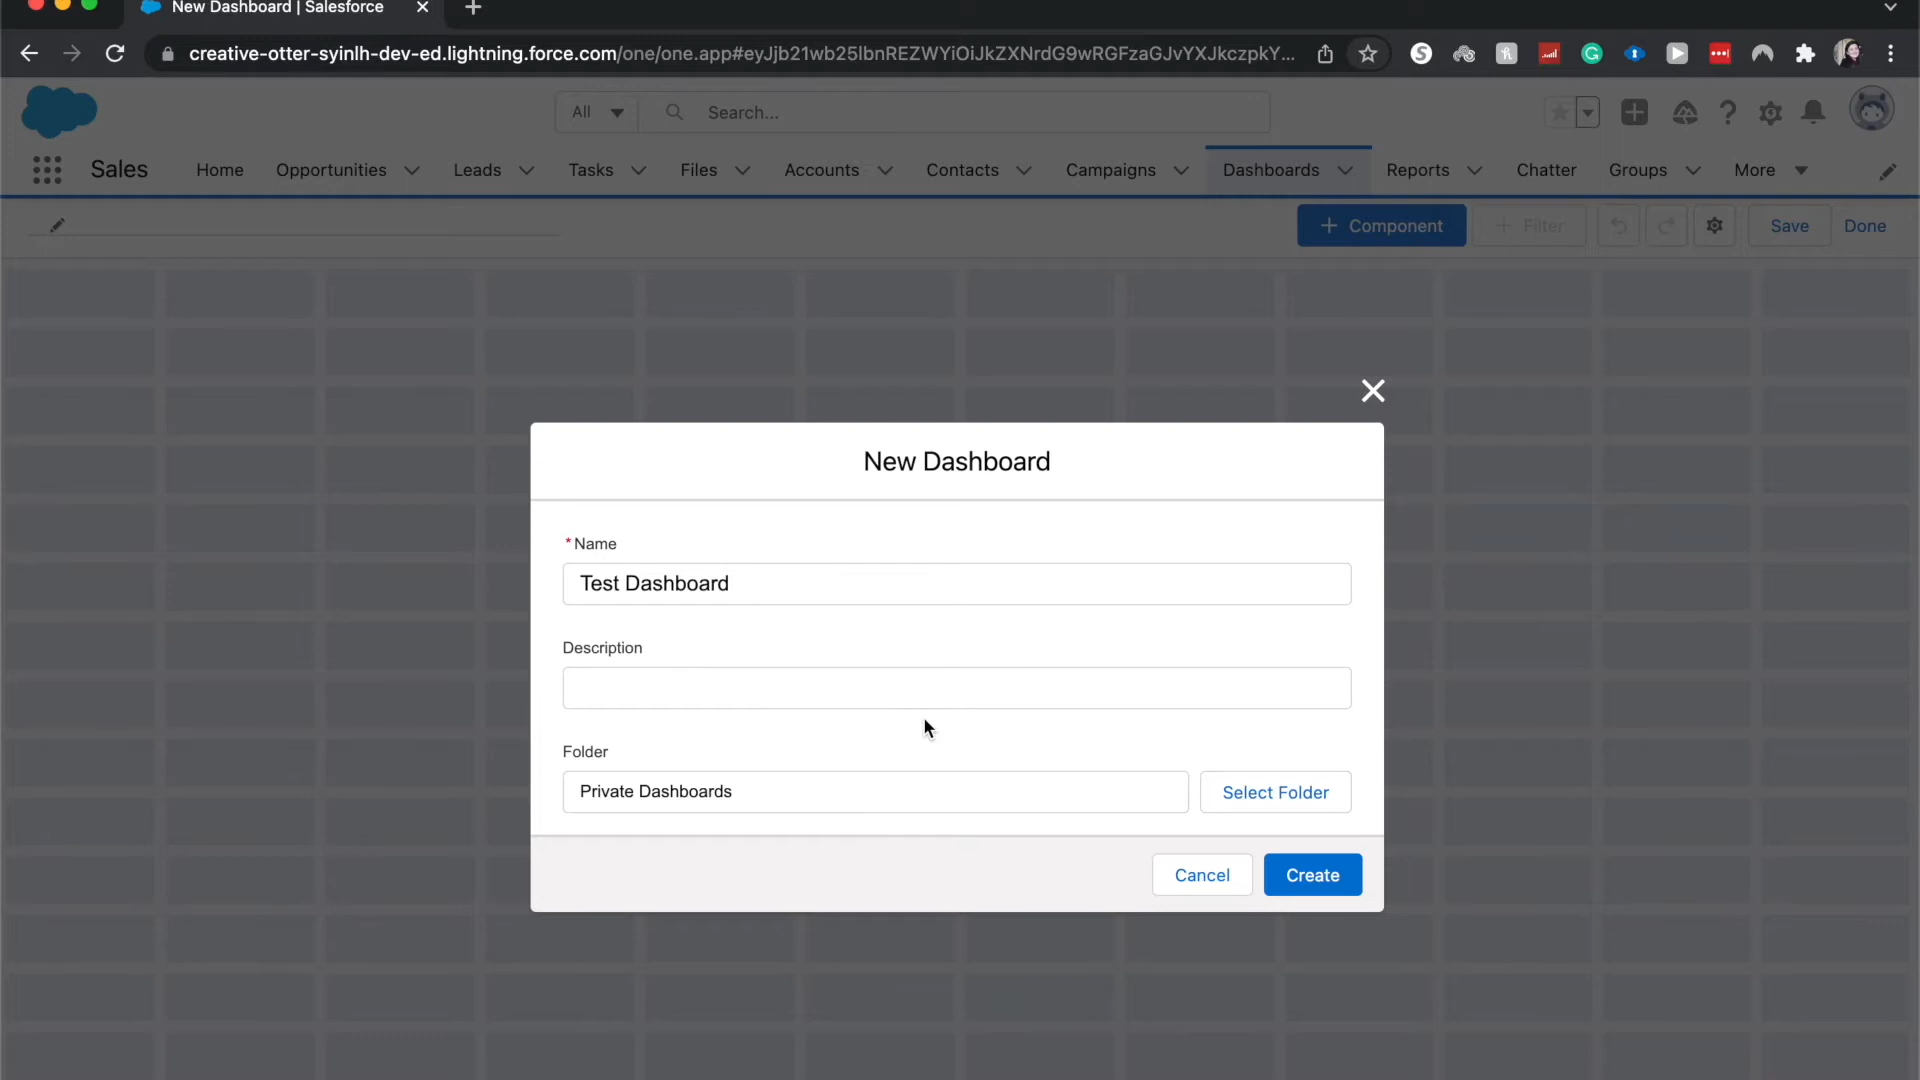 New Dashboard | Salesforce
creative-otter-syinlh-dev-ed.lightning.force.com/one/one.app#eyJjb21wb25lbnREZWYiOiJkZXNrdG9wRGFzaGJvYXJkczpkY...
All
Search...
Sales
Home
Opportunities
Leads
Tasks
Files
Accounts
Contacts
Campaigns
Dashboards
Reports
Chatter
Groups
More
+ Component
+ Filter
Save
Done
New Dashboard
* Name
Test Dashboard
Description
Folder
Private Dashboards
Select Folder
Cancel
Create